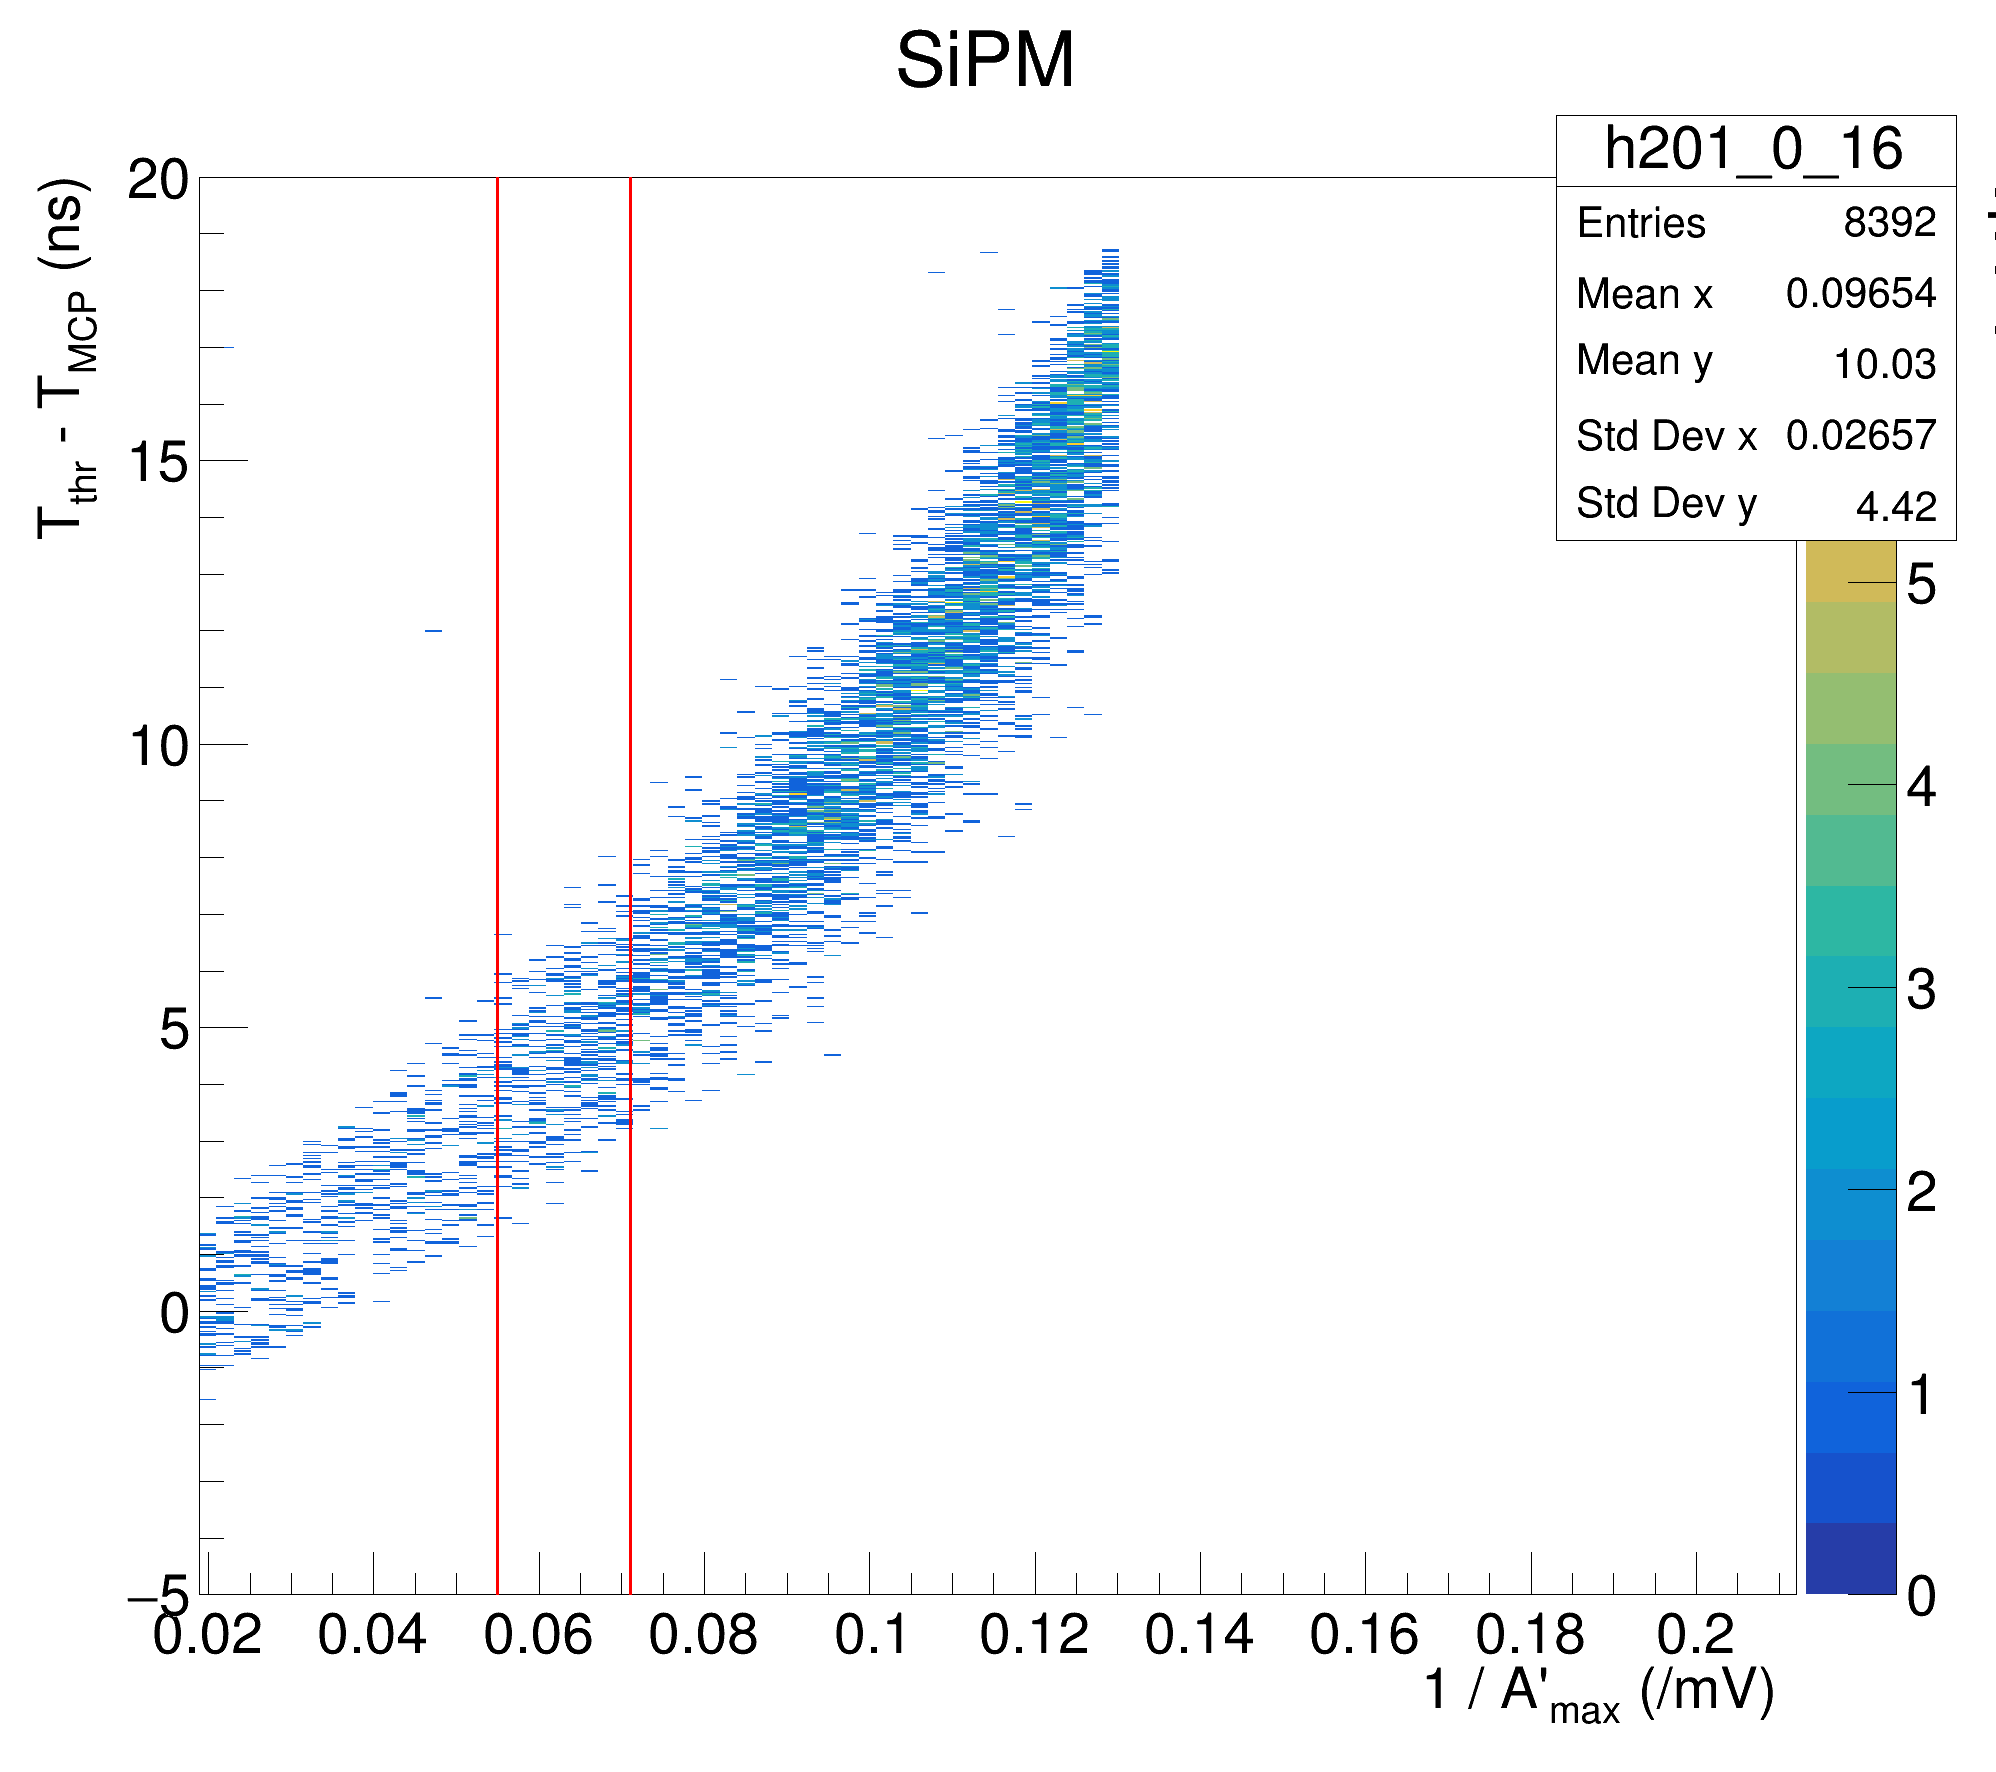 SiPM
h201_0_16
Entries 8392
Mean x 0.09654
Mean y 10.03
Std Dev x 0.02657
Std Dev y 4.42
T_thr - T_MCP (ns)
20
15
10
5
0
−5
0.02 0.04 0.06 0.08 0.1 0.12 0.14 0.16 0.18 0.2
1 / A'_max (/mV)
5
4
3
2
1
0